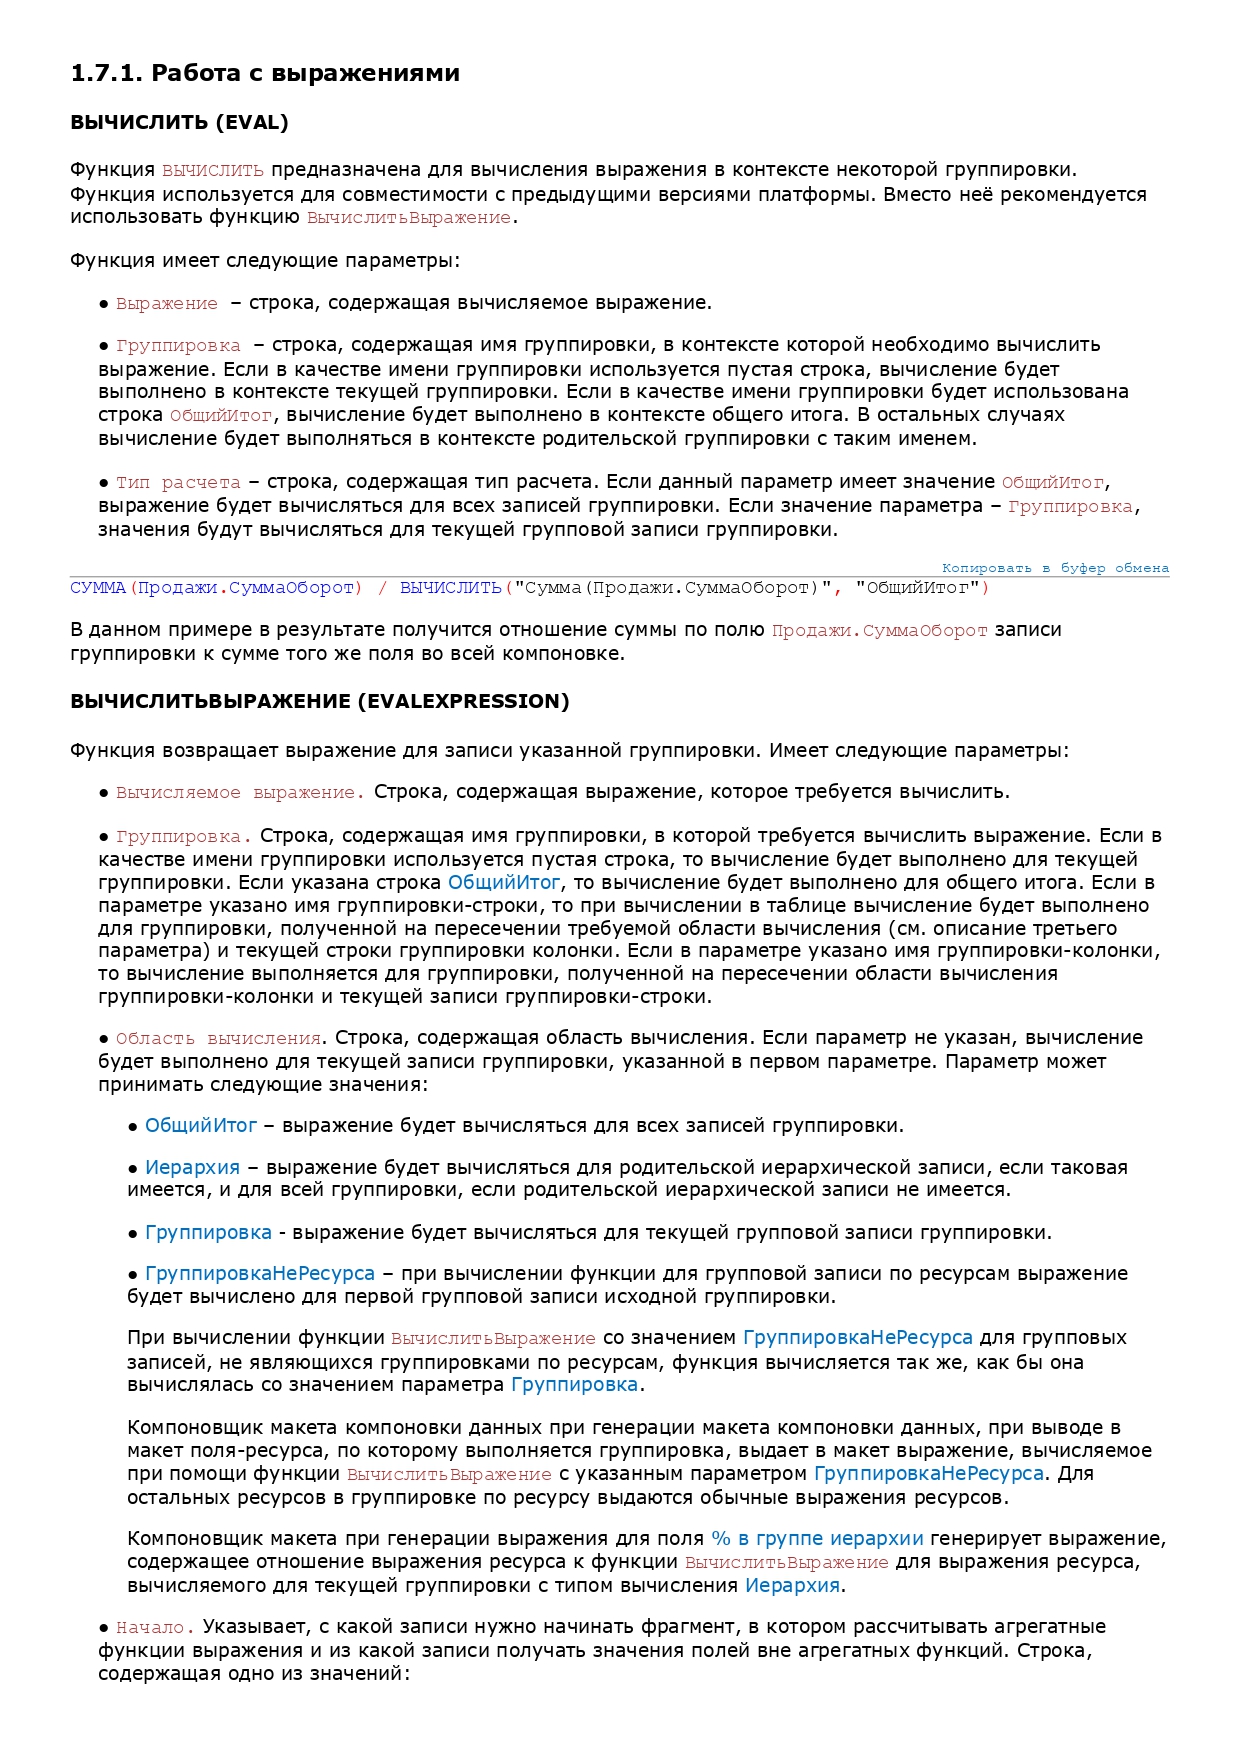 1.7.1. Работа с выражениями
ВЫЧИСЛИТЬ (EVAL)
Функция ВЫЧИСЛИТЬ предназначена для вычисления выражения в контексте некоторой группировки.
Функция используется для совместимости с предыдущими версиями платформы. Вместо неё рекомендуется
использовать функцию ВычислитьВыражение.
Функция имеет следующие параметры:
● Выражение – строка, содержащая вычисляемое выражение.
● Группировка – строка, содержащая имя группировки, в контексте которой необходимо вычислить
выражение. Если в качестве имени группировки используется пустая строка, вычисление будет
выполнено в контексте текущей группировки. Если в качестве имени группировки будет использована
строка ОбщийИтог, вычисление будет выполнено в контексте общего итога. В остальных случаях
вычисление будет выполняться в контексте родительской группировки с таким именем.
● Тип расчета – строка, содержащая тип расчета. Если данный параметр имеет значение ОбщийИтог,
выражение будет вычисляться для всех записей группировки. Если значение параметра – Группировка,
значения будут вычисляться для текущей групповой записи группировки.
Копировать в буфер обмена
СУММА(Продажи.СуммаОборот) / ВЫЧИСЛИТЬ("Сумма(Продажи.СуммаОборот)", "ОбщийИтог")
В данном примере в результате получится отношение суммы по полю Продажи.СуммаОборот записи
группировки к сумме того же поля во всей компоновке.
ВЫЧИСЛИТЬВЫРАЖЕНИЕ (EVALEXPRESSION)
Функция возвращает выражение для записи указанной группировки. Имеет следующие параметры:
● Вычисляемое выражение. Строка, содержащая выражение, которое требуется вычислить.
● Группировка. Строка, содержащая имя группировки, в которой требуется вычислить выражение. Если в
качестве имени группировки используется пустая строка, то вычисление будет выполнено для текущей
группировки. Если указана строка ОбщийИтог, то вычисление будет выполнено для общего итога. Если в
параметре указано имя группировки-строки, то при вычислении в таблице вычисление будет выполнено
для группировки, полученной на пересечении требуемой области вычисления (см. описание третьего
параметра) и текущей строки группировки колонки. Если в параметре указано имя группировки-колонки,
то вычисление выполняется для группировки, полученной на пересечении области вычисления
группировки-колонки и текущей записи группировки-строки.
● Область вычисления. Строка, содержащая область вычисления. Если параметр не указан, вычисление
будет выполнено для текущей записи группировки, указанной в первом параметре. Параметр может
принимать следующие значения:
● ОбщийИтог – выражение будет вычисляться для всех записей группировки.
● Иерархия – выражение будет вычисляться для родительской иерархической записи, если таковая
имеется, и для всей группировки, если родительской иерархической записи не имеется.
● Группировка - выражение будет вычисляться для текущей групповой записи группировки.
● ГруппировкаНеРесурса – при вычислении функции для групповой записи по ресурсам выражение
будет вычислено для первой групповой записи исходной группировки.
При вычислении функции ВычислитьВыражение со значением ГруппировкаНеРесурса для групповых
записей, не являющихся группировками по ресурсам, функция вычисляется так же, как бы она
вычислялась со значением параметра Группировка.
Компоновщик макета компоновки данных при генерации макета компоновки данных, при выводе в
макет поля-ресурса, по которому выполняется группировка, выдает в макет выражение, вычисляемое
при помощи функции ВычислитьВыражение с указанным параметром ГруппировкаНеРесурса. Для
остальных ресурсов в группировке по ресурсу выдаются обычные выражения ресурсов.
Компоновщик макета при генерации выражения для поля % в группе иерархии генерирует выражение,
содержащее отношение выражения ресурса к функции ВычислитьВыражение для выражения ресурса,
вычисляемого для текущей группировки с типом вычисления Иерархия.
● Начало. Указывает, с какой записи нужно начинать фрагмент, в котором рассчитывать агрегатные
функции выражения и из какой записи получать значения полей вне агрегатных функций. Строка,
содержащая одно из значений: